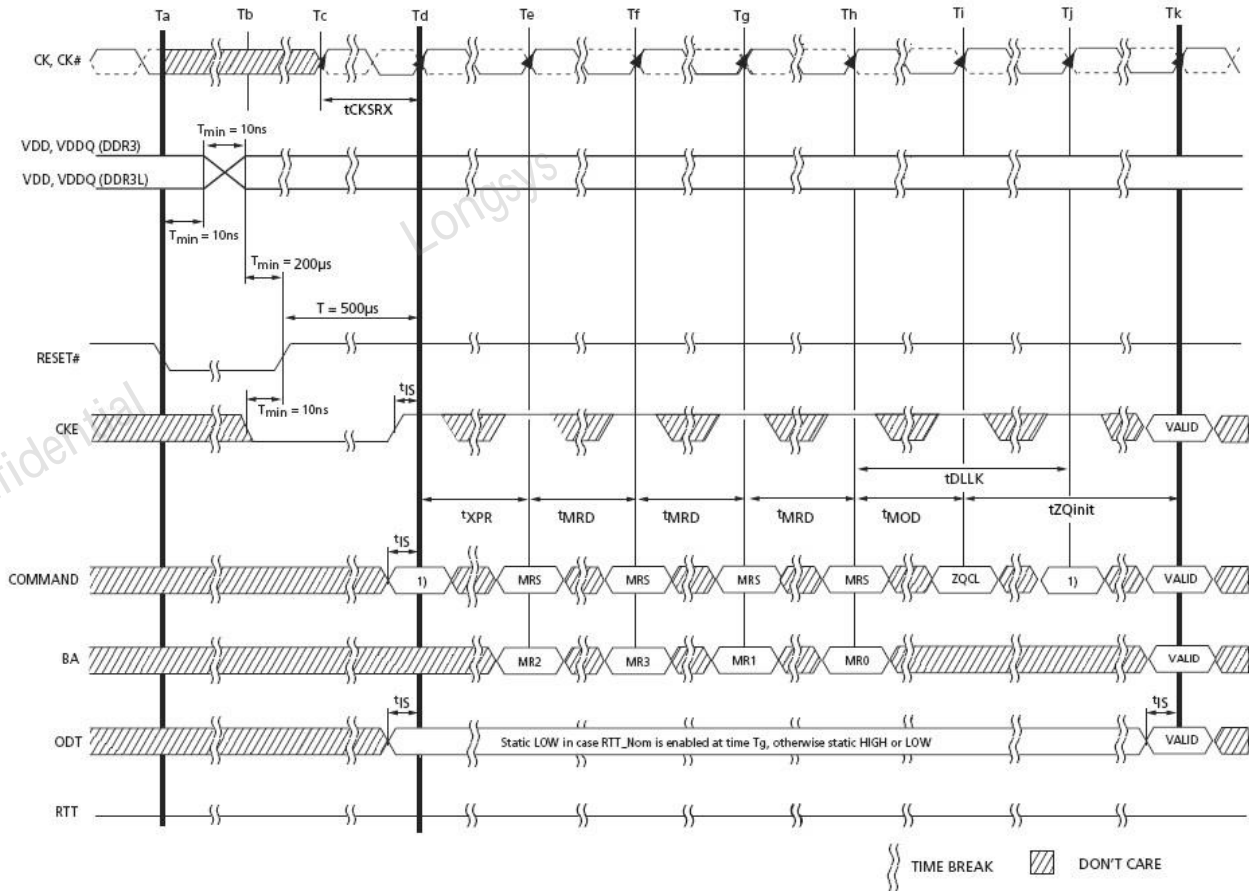 Ta Tb Tc Td Te Tf Tg Th Ti Tj Tk
CK, CK#
tCKSRX
Tmin = 10ns
VDD, VDDQ (DDR3)
VDD, VDDQ (DDR3L)
Tmin = 10ns
Longsys
Tmin = 200µs
T = 500µs
RESET#
tIS
Tmin = 10ns
CKE
VALID
nfidential
tDLLK
tXPR tMRD tMRD tMRD tMOD tZQinit
tIS
COMMAND 1) MRS MRS MRS MRS ZQCL 1) VALID
BA MR2 MR3 MR1 MR0 VALID
tIS tIS
ODT Static LOW in case RTT_Nom is enabled at time Tg, otherwise static HIGH or LOW VALID
RTT
TIME BREAK DON'T CARE